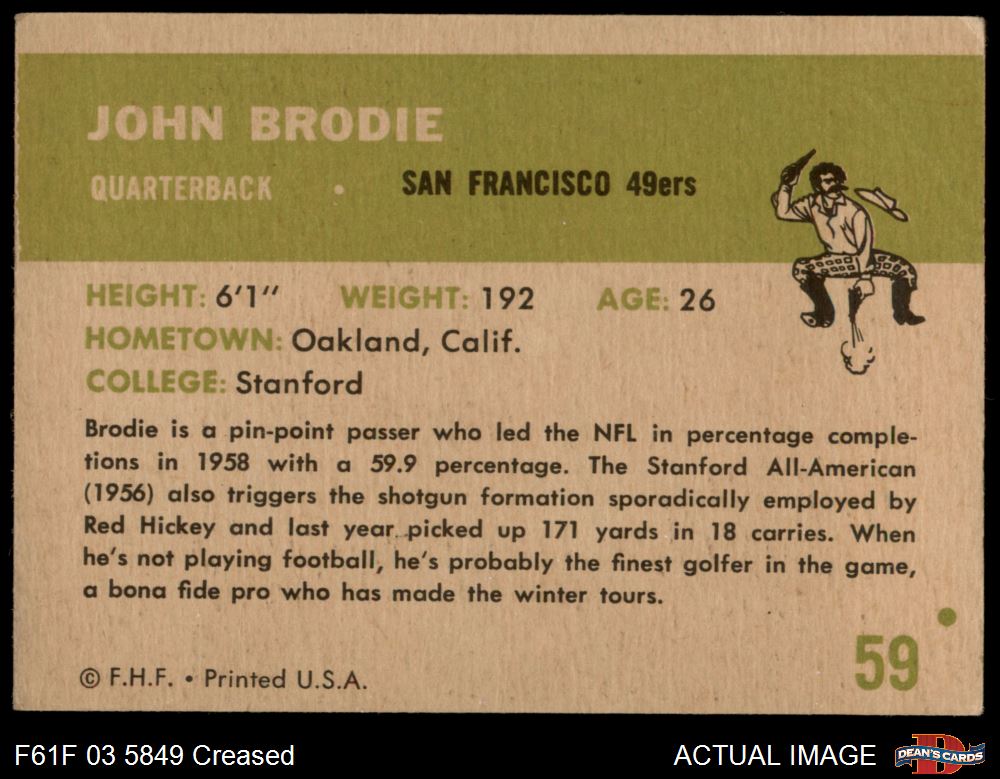 JOHN BRODIE
QUARTERBACK • SAN FRANCISCO 49ers
HEIGHT: 6'1" WEIGHT: 192 AGE: 26
HOMETOWN: Oakland, Calif.
COLLEGE: Stanford
Brodie is a pin-point passer who led the NFL in percentage comple-
tions in 1958 with a 59.9 percentage. The Stanford All-American
(1956) also triggers the shotgun formation sporadically employed by
Red Hickey and last year picked up 171 yards in 18 carries. When
he's not playing football, he's probably the finest golfer in the game,
a bona fide pro who has made the winter tours.
59
© F.H.F. • Printed U.S.A.
F61F 03 5849 Creased
ACTUAL IMAGE
DEAN'S CARDS